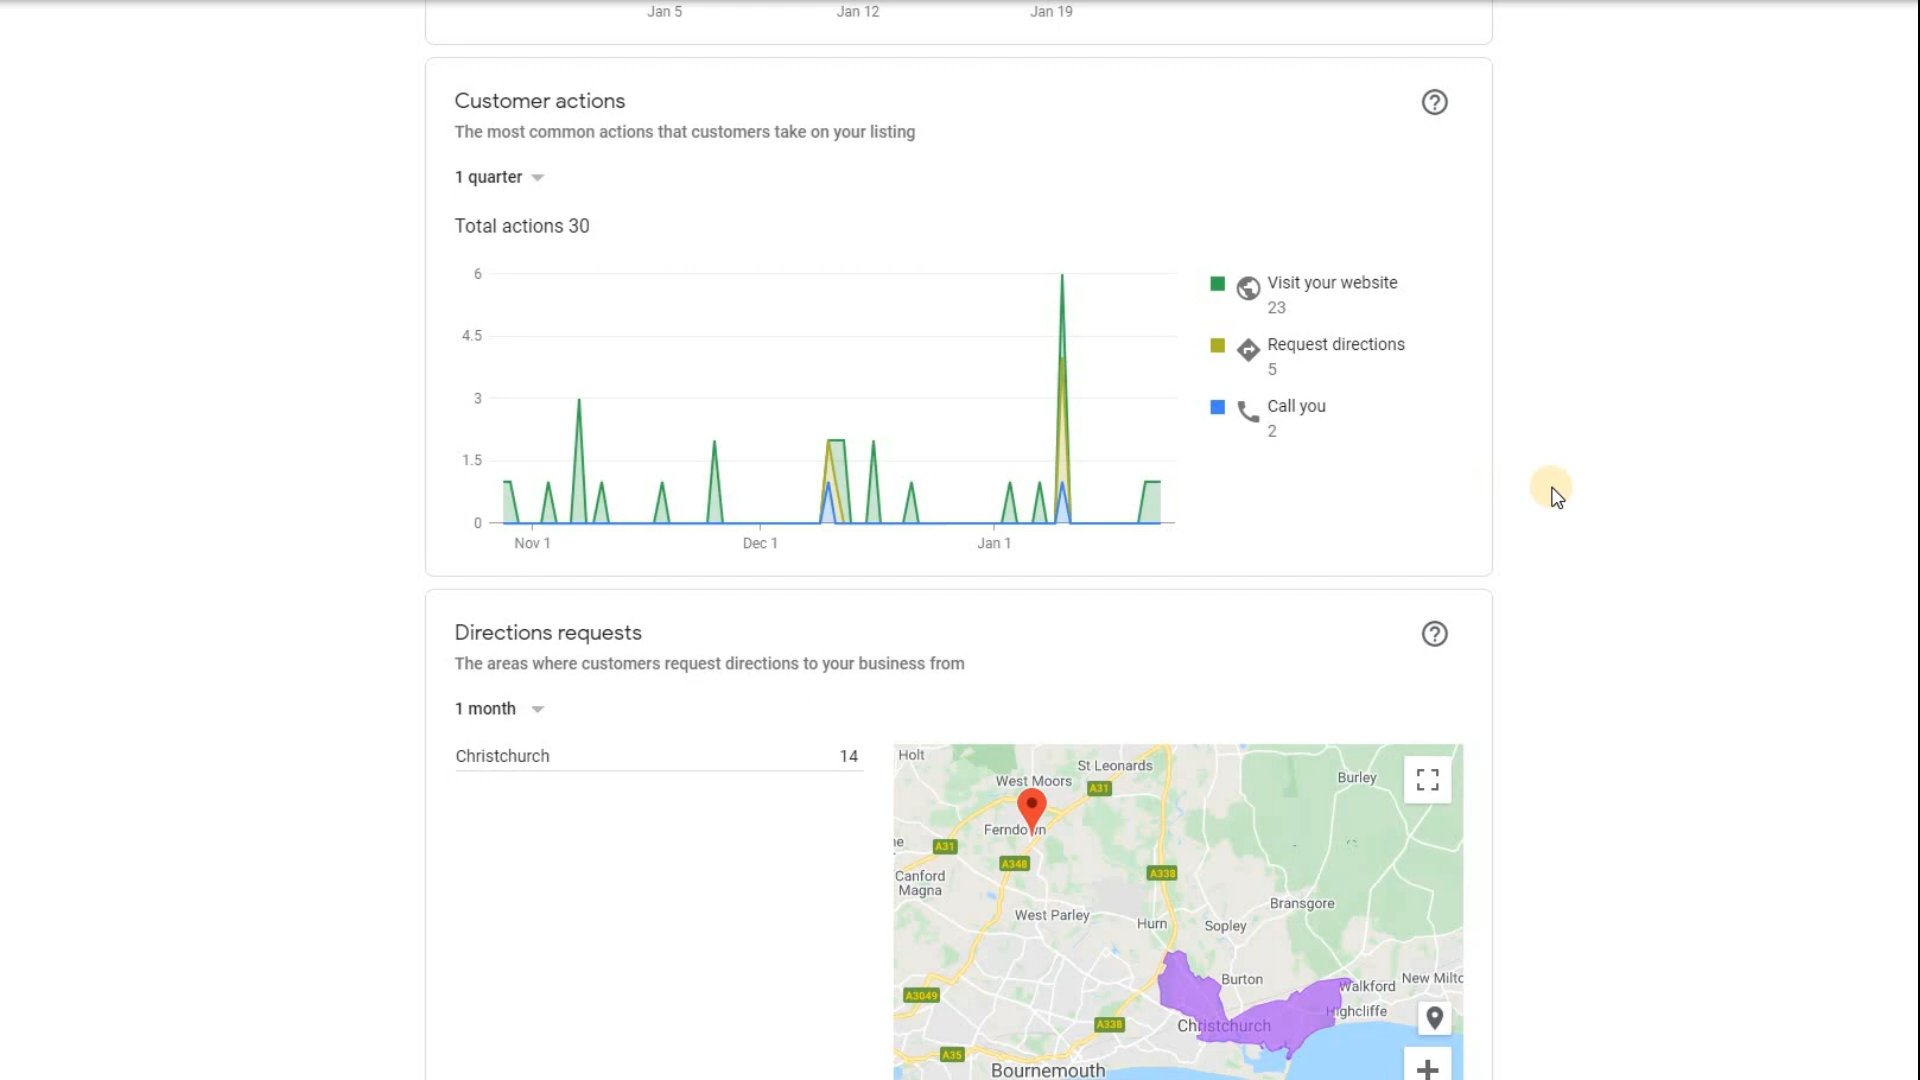 Jan 5
Jan 12
Jan 19
Customer actions
The most common actions that customers take on your listing
1 quarter
Total actions 30
6
4.5
3
1.5
0
Nov 1
Dec 1
Jan 1
Visit your website
23
Request directions
5
Call you
2
Directions requests
The areas where customers request directions to your business from
1 month
Christchurch 14
Holt
St Leonards
West Moors
Burley
A31
Ferndown
A31
A348
A338
Canford
Magna
Bransgore
West Parley
Hurn
Sopley
Burton
Walkford
New Milto
A3049
Highcliffe
Christchurch
A338
A35
Bournemouth